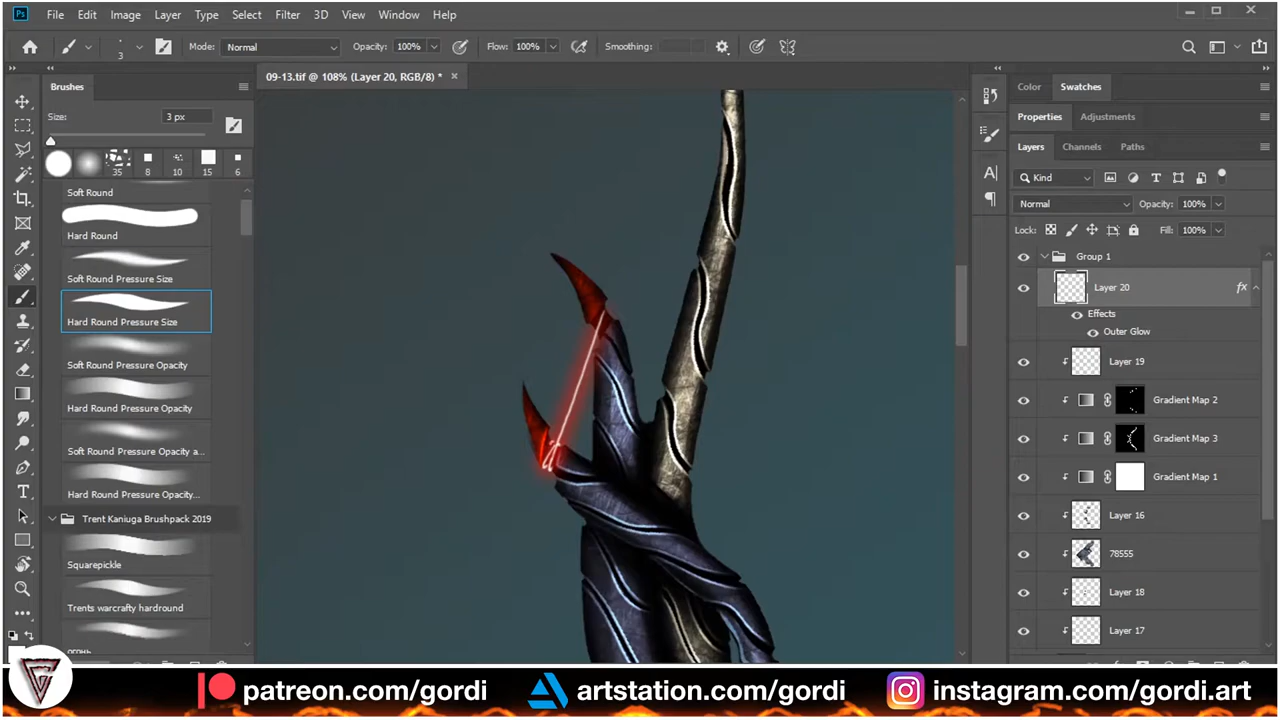 Ps File Edit Image Layer Type Select Filter 3D View Window Help
3 Mode: Normal Opacity: 100% Flow: 100% Smoothing:
Brushes
09-13.tif @ 108% (Layer 20, RGB/8) *
Color Swatches
Size: 3 px
Properties Adjustments
Layers Channels Paths
35 8 10 15 6
Kind
Soft Round
Normal Opacity: 100%
Hard Round
Lock: Fill: 100%
Group 1
Soft Round Pressure Size
Layer 20 fx
Hard Round Pressure Size
Effects
Outer Glow
Soft Round Pressure Opacity
Layer 19
Hard Round Pressure Opacity
Gradient Map 2
Soft Round Pressure Opacity a...
Gradient Map 3
Hard Round Pressure Opacity...
Gradient Map 1
Trent Kaniuga Brushpack 2019
Layer 16
Squarepickle
78555
Trents warcrafty hardround
Layer 18
Layer 17
patreon.com/gordi artstation.com/gordi instagram.com/gordi.art